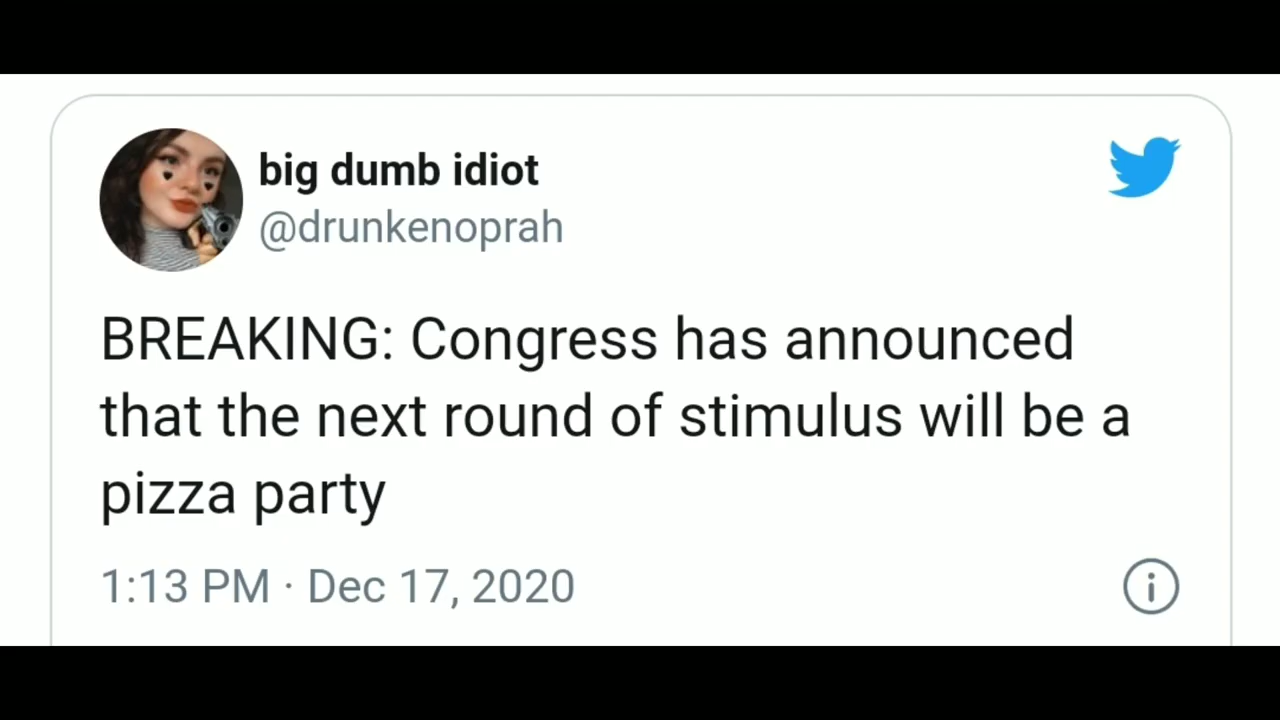 big dumb idiot
@drunkenoprah
BREAKING: Congress has announced
that the next round of stimulus will be a
pizza party
1:13 PM · Dec 17, 2020